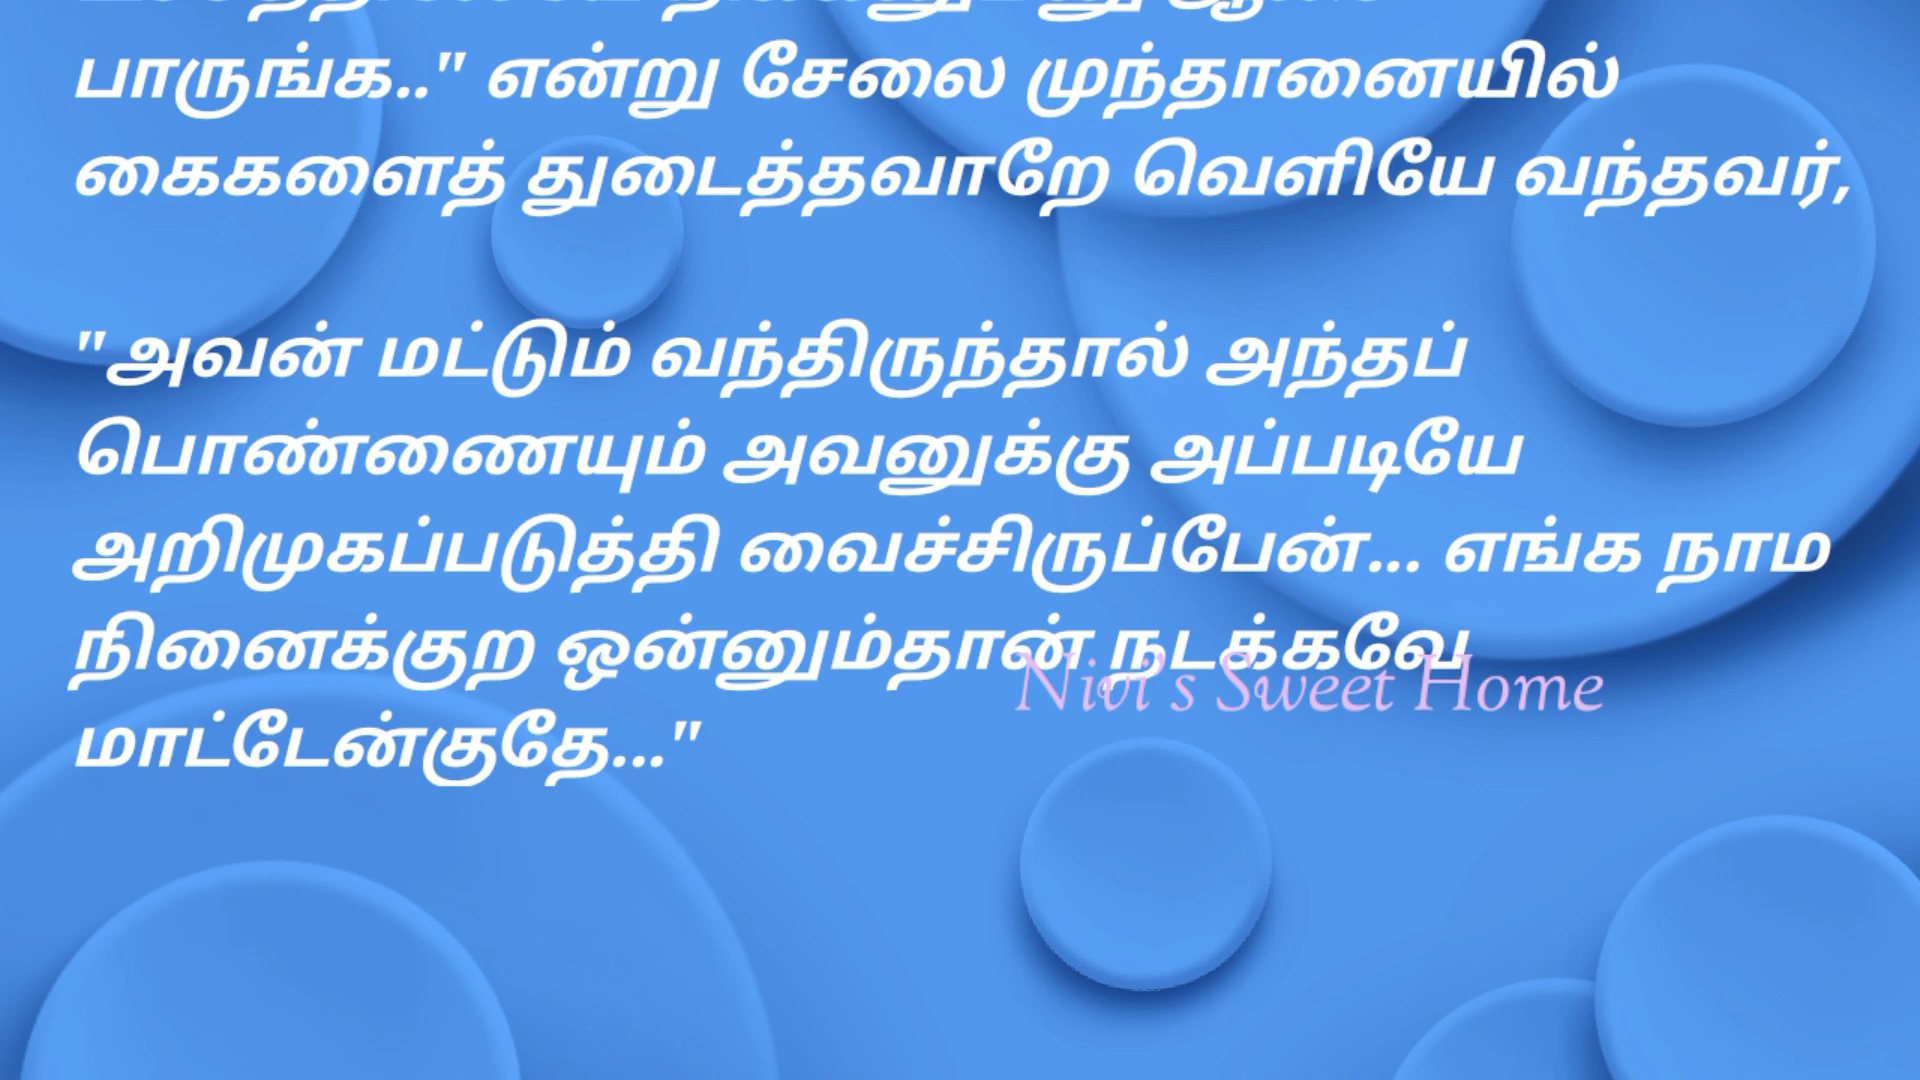 பாருங்க.." என்று சேலை முந்தானையில்
கைகளைத் துடைத்தவாறே வெளியே வந்தவர்,
"அவன் மட்டும் வந்திருந்தால் அந்தப்
பொண்ணையும் அவனுக்கு அப்படியே
அறிமுகப்படுத்தி வைச்சிருப்பேன்... எங்க நாம
நினைக்குற ஒன்னும்தான் நடக்கவே
Nivi's Sweet Home
மாட்டேன்குதே..."